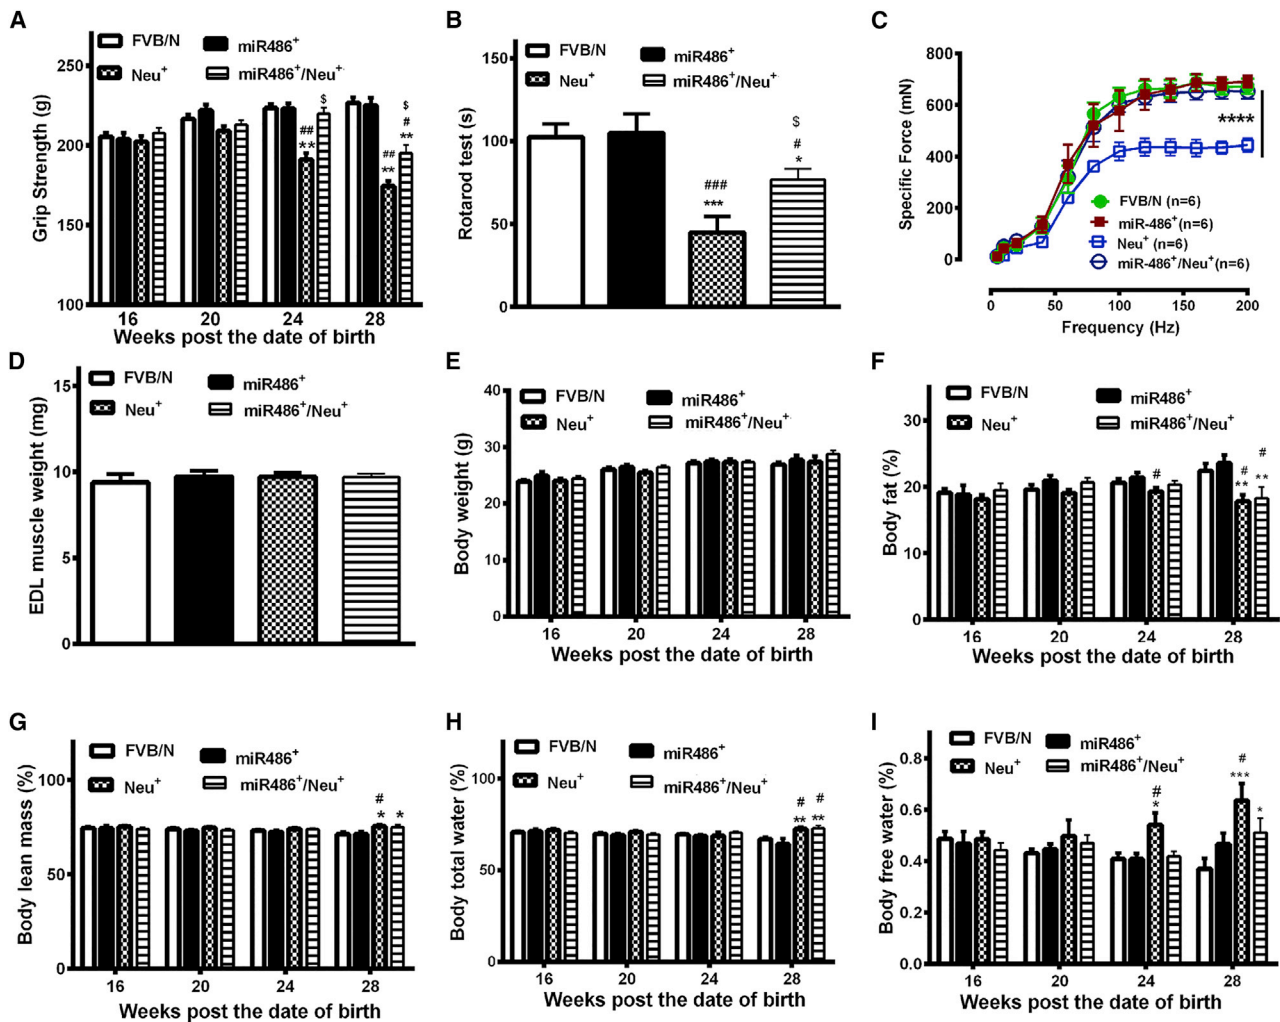 A
FVB/N
miR486+
Neu+
miR486+/Neu+
Grip Strength (g)
250
200
150
100
$
##
**
$
#
**
##
**
16 20 24 28
Weeks post the date of birth
B
FVB/N
miR486+
Neu+
miR486+/Neu+
Rotarod test (s)
150
100
50
0
$
#
*
###
***
C
Specific Force (mN)
800
600
400
200
0
****
FVB/N (n=6)
miR-486+ (n=6)
Neu+ (n=6)
miR-486+/Neu+ (n=6)
0 50 100 150 200
Frequency (Hz)
D
FVB/N
miR486+
Neu+
miR486+/Neu+
EDL muscle weight (mg)
15
10
5
0
E
FVB/N
miR486+
Neu+
miR486+/Neu+
Body weight (g)
40
30
20
10
0
16 20 24 28
Weeks post the date of birth
F
FVB/N
miR486+
Neu+
miR486+/Neu+
Body fat (%)
30
20
10
0
#
#
**
#
**
16 20 24 28
Weeks post the date of birth
G
FVB/N
miR486+
Neu+
miR486+/Neu+
Body lean mass (%)
100
50
0
#
* *
16 20 24 28
Weeks post the date of birth
H
FVB/N
miR486+
Neu+
miR486+/Neu+
Body total water (%)
100
50
0
# #
** **
16 20 24 28
Weeks post the date of birth
I
FVB/N
miR486+
Neu+
miR486+/Neu+
Body free water (%)
0.8
0.6
0.4
0.2
0.0
#
*
#
***
*
16 20 24 28
Weeks post the date of birth